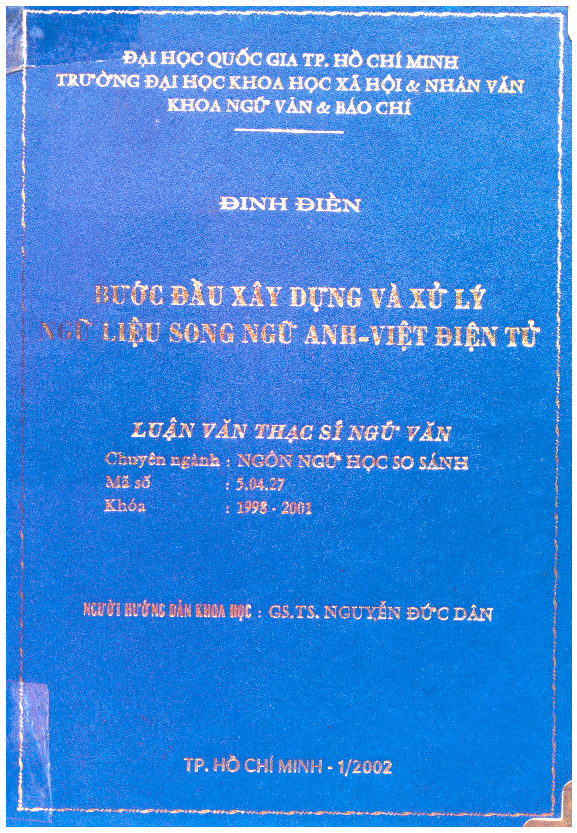 ĐẠI HỌC QUỐC GIA TP. HỒ CHÍ MINH
TRƯỜNG ĐẠI HỌC KHOA HỌC XÃ HỘI & NHÂN VĂN
KHOA NGỮ VĂN & BÁO CHÍ
ĐINH ĐIỀN
BƯỚC ĐẦU XÂY DỰNG VÀ XỬ LÝ
NGỮ LIỆU SONG NGỮ ANH-VIỆT ĐIỆN TỬ
LUẬN VĂN THẠC SĨ NGỮ VĂN
Chuyên ngành : NGÔN NGỮ HỌC SO SÁNH
Mã số : 5.04.27
Khóa : 1998 - 2001
NGƯỜI HƯỚNG DẪN KHOA HỌC : GS.TS. NGUYỄN ĐỨC DÂN
TP. HỒ CHÍ MINH - 1/2002